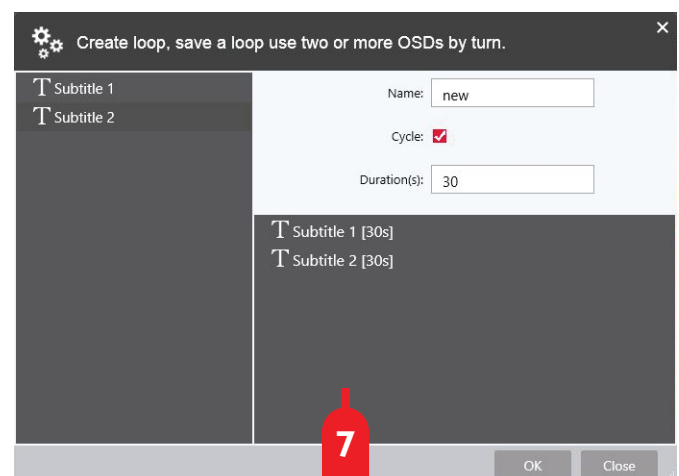 Create loop, save a loop use two or more OSDs by turn.
Subtitle 1
Subtitle 2
Name: new
Cycle:
Duration(s): 30
Subtitle 1 [30s]
Subtitle 2 [30s]
7
OK Close